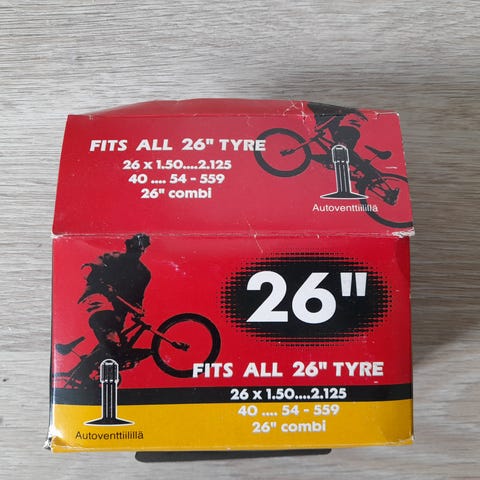 FITS ALL 26" TYRE
26 x 1.50....2.125
40 .... 54 - 559
26" combi
Autoventtiilillä
26"
FITS ALL 26" TYRE
26 x 1.50....2.125
40 .... 54 - 559
26" combi
Autoventtiilillä